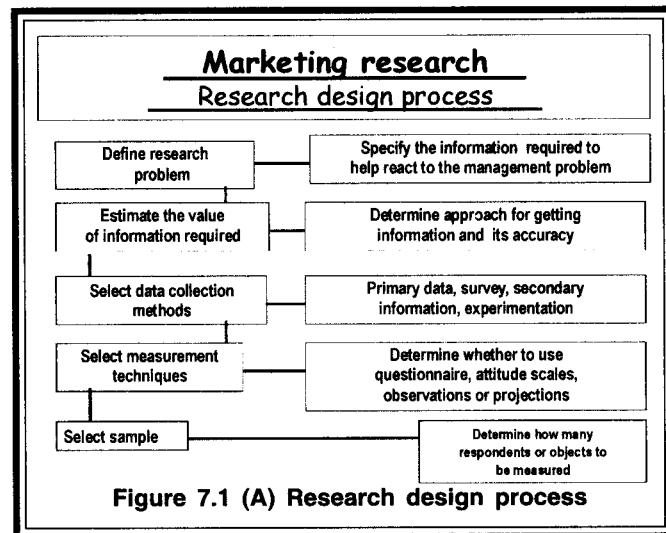 Marketing research
Research design process
Define research
problem
Specify the information required to
help react to the management problem
Estimate the value
of information required
Determine approach for getting
information and its accuracy
Select data collection
methods
Primary data, survey, secondary
information, experimentation
Select measurement
techniques
Determine whether to use
questionnaire, attitude scales,
observations or projections
Select sample
Determine how many
respondents or objects to
be measured
Figure 7.1 (A) Research design process